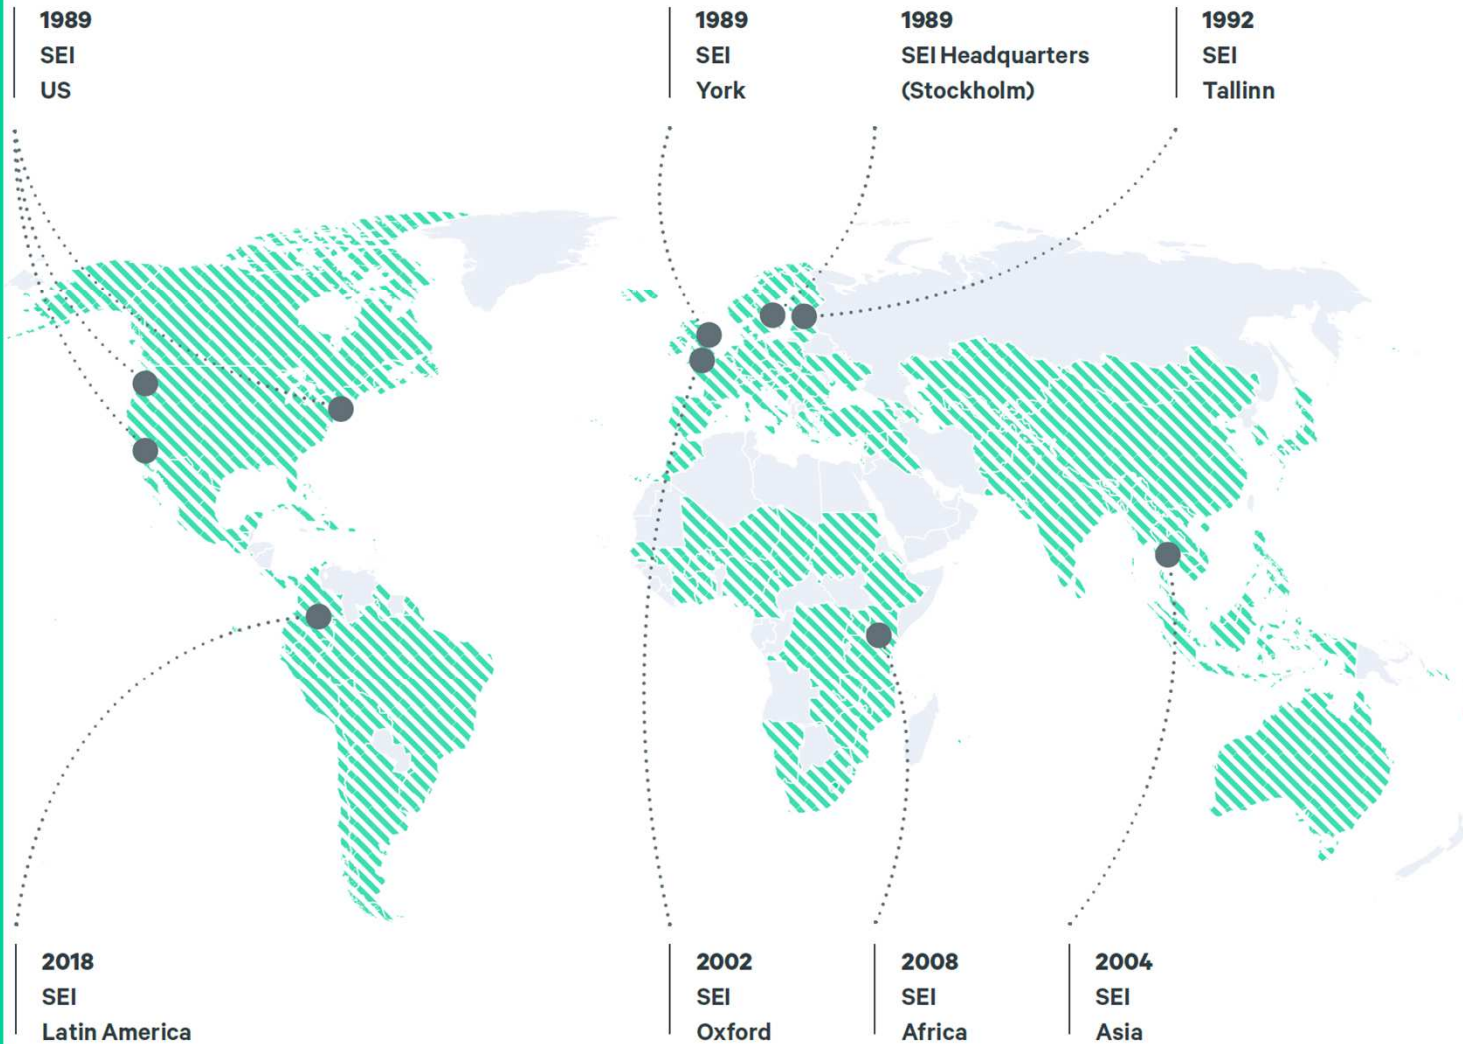 1989
SEI
US
1989
SEI
York
1989
SEI Headquarters
(Stockholm)
1992
SEI
Tallinn
2018
SEI
Latin America
2002
SEI
Oxford
2008
SEI
Africa
2004
SEI
Asia